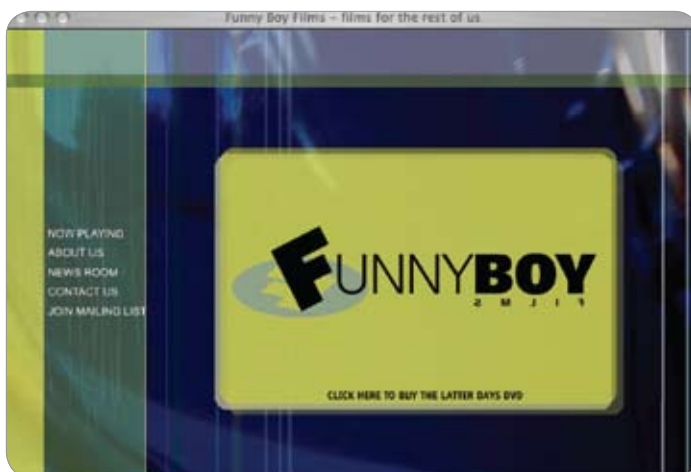 Funny Boy Films – films for the rest of us
NOW PLAYING
ABOUT US
NEWS ROOM
CONTACT US
JOIN MAILING LIST
FUNNYBOY
FILMS
CLICK HERE TO BUY THE LATTER DAYS DVD